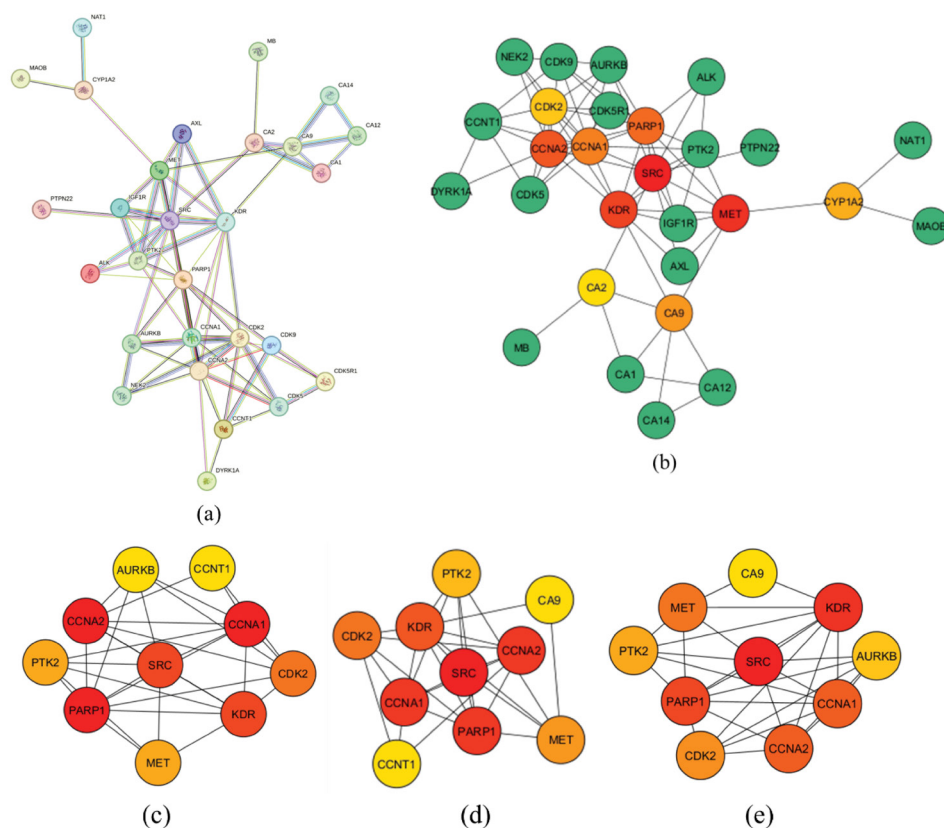 NAT1
MAOB
CYP1A2
MB
CA14
AXL
CA2
CA9
CA12
MET
CA1
IGF1R
PTPN22
SRC
KDR
PTK2
ALK
PARP1
AURKB
CCNA1
CDK2
CDK9
CCNA2
CDK5R1
NEK2
CDK5
CCNT1
DYRK1A
(a)
NEK2
CDK9
AURKB
ALK
CDK2
CDK5R1
CCNT1
PARP1
NAT1
CCNA2
CCNA1
PTK2
PTPN22
SRC
DYRK1A
CDK5
CYP1A2
KDR
IGF1R
MET
MAOB
AXL
CA2
CA9
MB
CA1
CA12
CA14
(b)
AURKB
CCNT1
CCNA2
CCNA1
PTK2
SRC
CDK2
PARP1
KDR
MET
(c)
PTK2
CA9
CDK2
KDR
CCNA2
SRC
CCNA1
PARP1
MET
CCNT1
(d)
CA9
MET
KDR
PTK2
SRC
AURKB
PARP1
CCNA1
CDK2
CCNA2
(e)